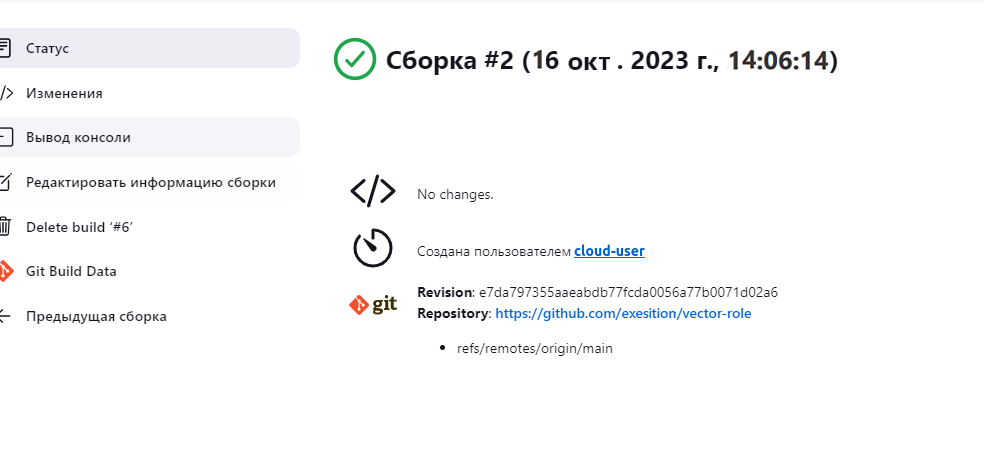 Статус
Изменения
Вывод консоли
Редактировать информацию сборки
Delete build ‘#6’
Git Build Data
Предыдущая сборка
Сборка #2 (16 окт . 2023 г., 14:06:14)
No changes.
Создана пользователем cloud-user
git
Revision: e7da797355aaeabdb77fcda0056a77b0071d02a6
Repository: https://github.com/exesition/vector-role
• refs/remotes/origin/main